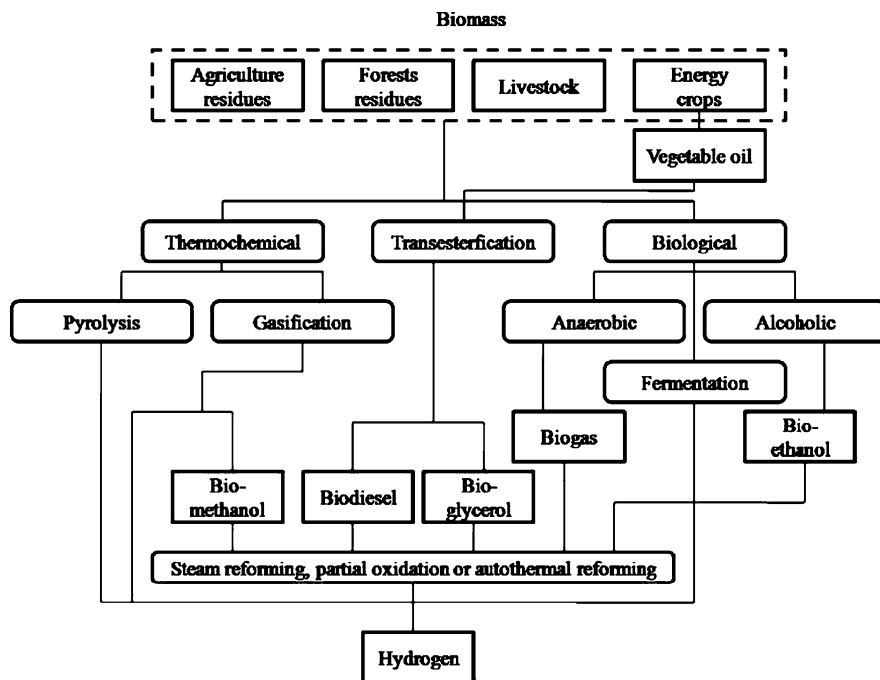 Biomass
Agriculture
residues
Forests
residues
Livestock
Energy
crops
Vegetable oil
Thermochemical
Transesterfication
Biological
Pyrolysis
Gasification
Anaerobic
Alcoholic
Fermentation
Biogas
Bio-
ethanol
Bio-
methanol
Biodiesel
Bio-
glycerol
Steam reforming, partial oxidation or autothermal reforming
Hydrogen